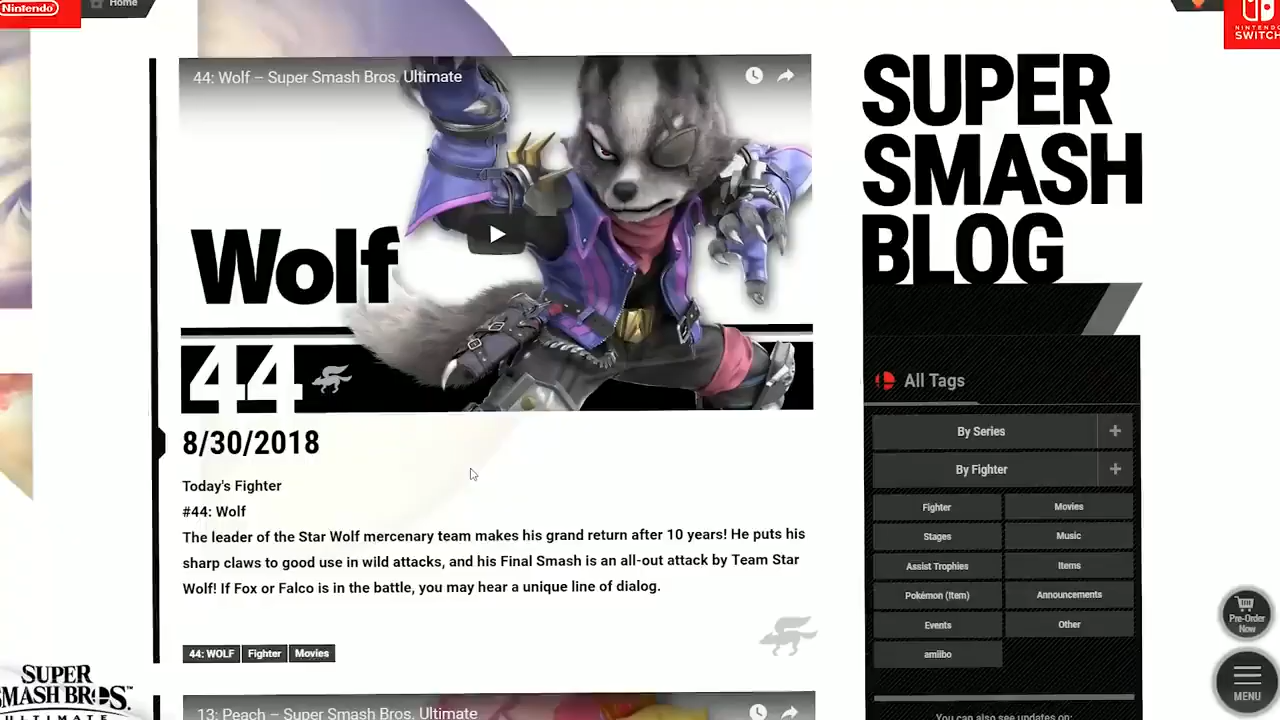 Nintendo
Home
NINTENDO
SWITCH
44: Wolf – Super Smash Bros. Ultimate
Wolf
44
8/30/2018
Today's Fighter
#44: Wolf
The leader of the Star Wolf mercenary team makes his grand return after 10 years! He puts his
sharp claws to good use in wild attacks, and his Final Smash is an all-out attack by Team Star
Wolf! If Fox or Falco is in the battle, you may hear a unique line of dialog.
44: WOLF
Fighter
Movies
13: Peach – Super Smash Bros. Ultimate
SUPER
SMASH
BLOG
All Tags
By Series +
By Fighter +
Fighter
Movies
Stages
Music
Assist Trophies
Items
Pokémon (Item)
Announcements
Events
Other
amiibo
You can also see updates on:
Pre-Order
Now
MENU
SUPER
SMASH BROS.
ULTIMATE